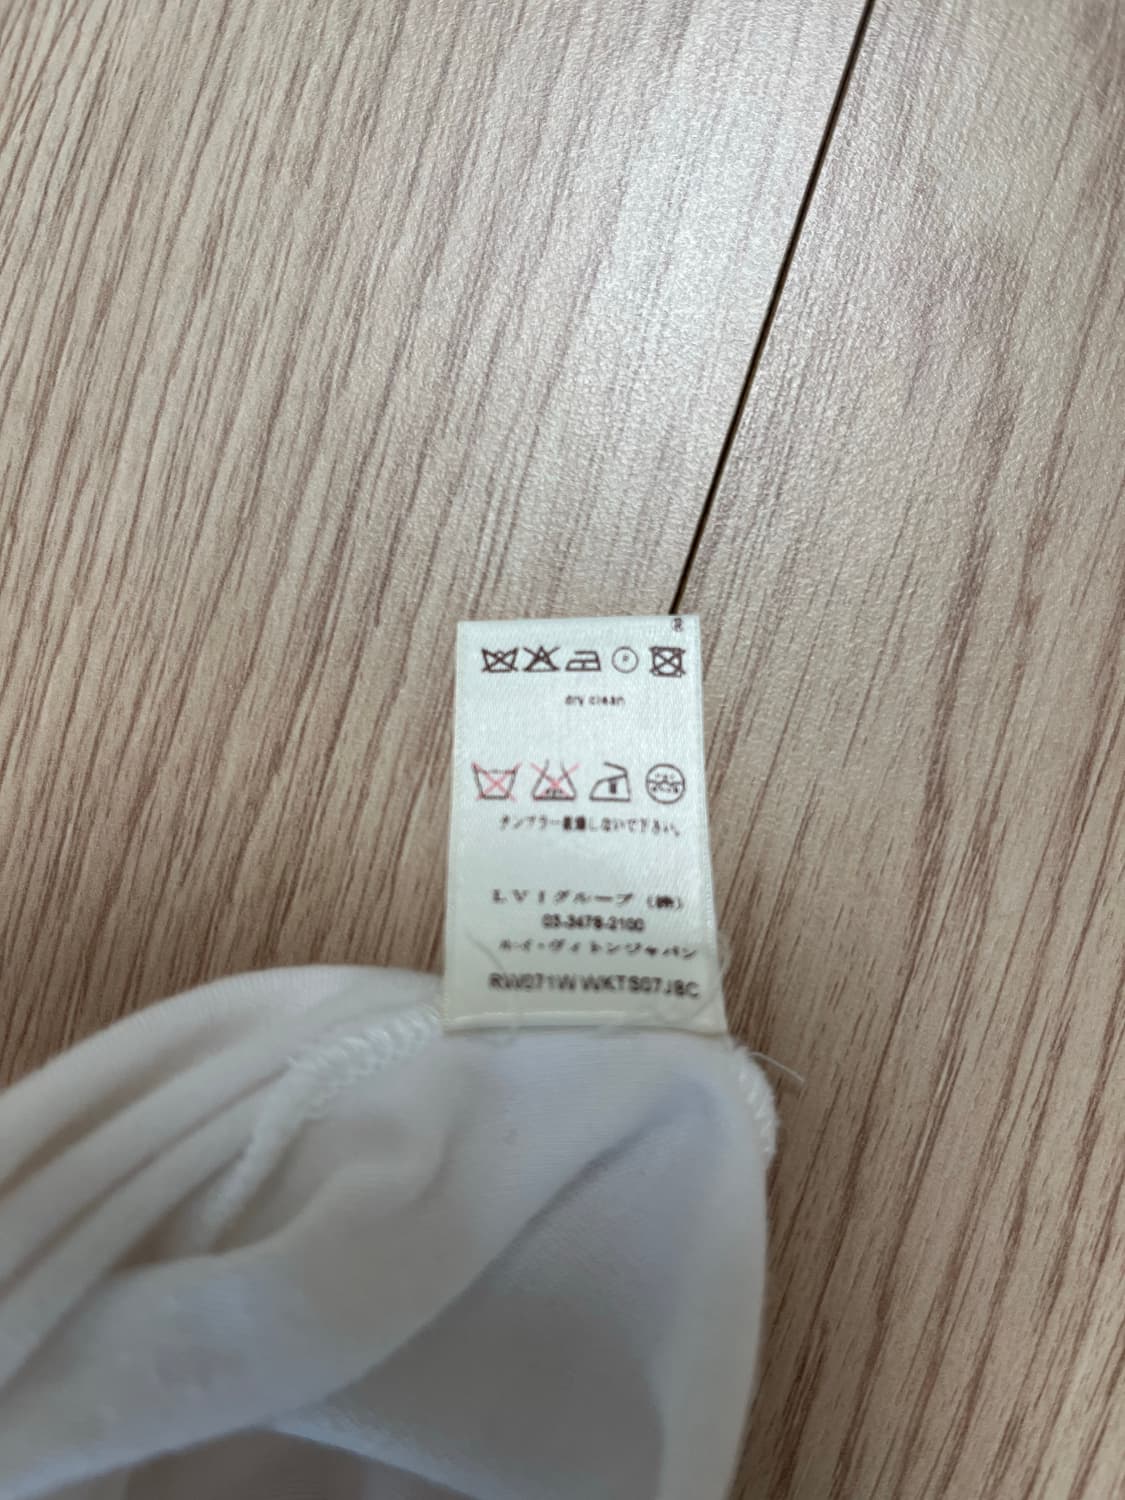 dry clean
タンブラー乾燥しないで下さい。
LVJグループ (株)
03-3478-2100
ルイ・ヴィトンジャパン
RW071W WKTS07J8C